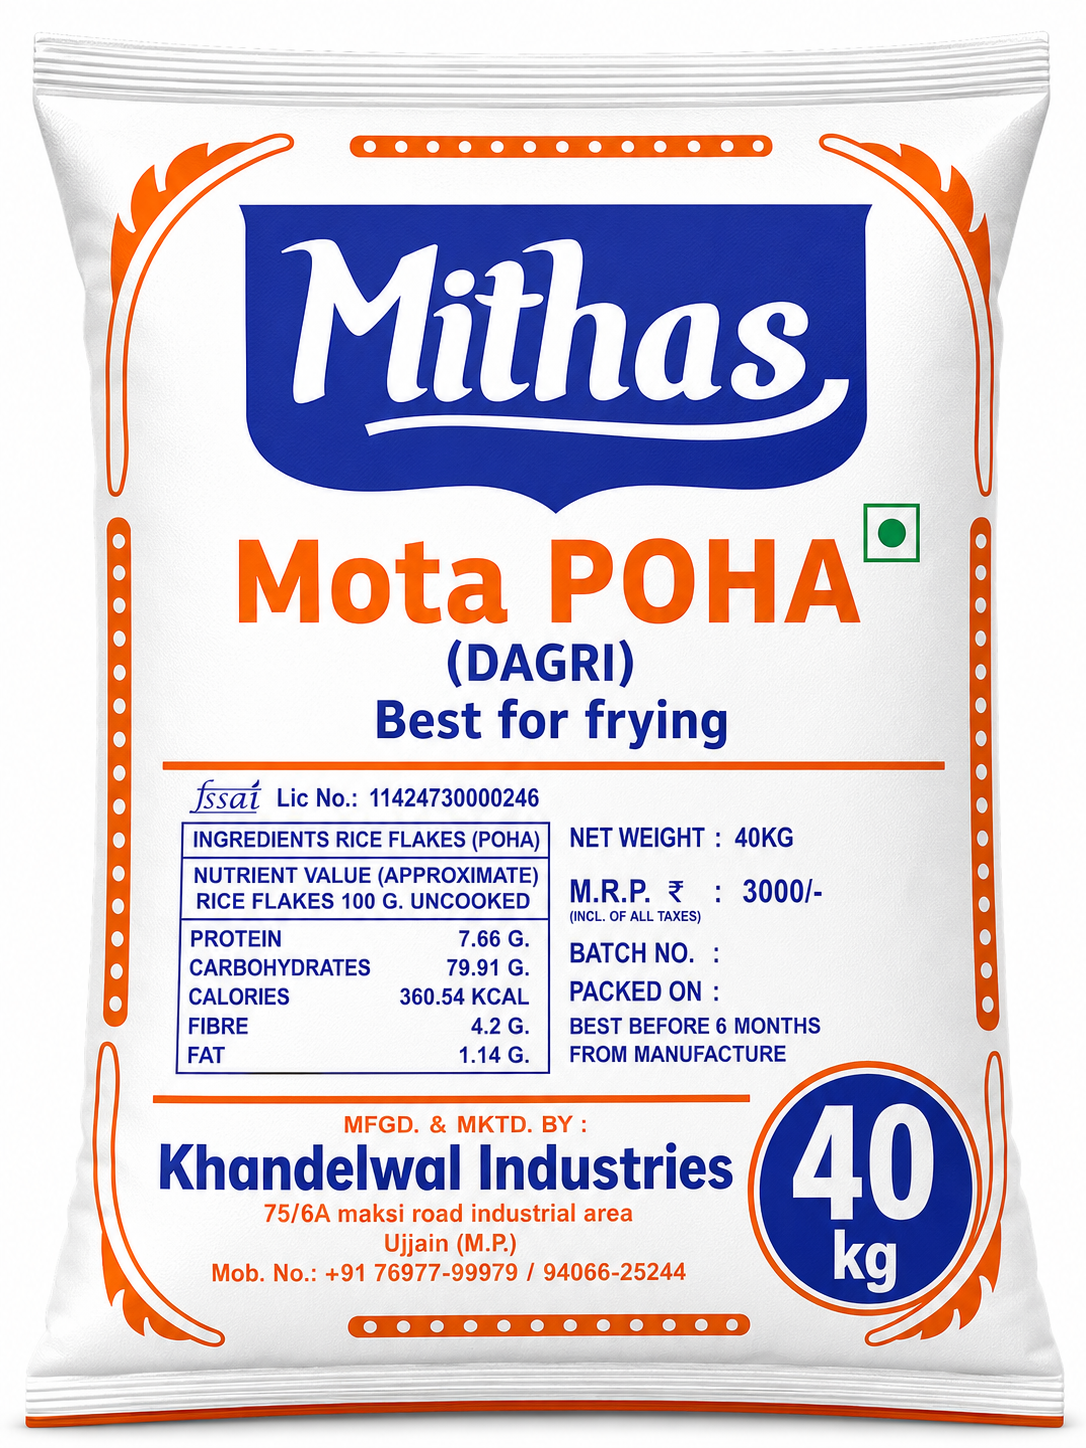 Mithas
Mota POHA
(DAGRI)
Best for frying
fssai Lic No.: 11424730000246
INGREDIENTS RICE FLAKES (POHA)
NUTRIENT VALUE (APPROXIMATE)
RICE FLAKES 100 G. UNCOOKED
PROTEIN 7.66 G.
CARBOHYDRATES 79.91 G.
CALORIES 360.54 KCAL
FIBRE 4.2 G.
FAT 1.14 G.
NET WEIGHT : 40KG
M.R.P. ₹ : 3000/-
(INCL. OF ALL TAXES)
BATCH NO. :
PACKED ON :
BEST BEFORE 6 MONTHS
FROM MANUFACTURE
MFGD. & MKTD. BY :
Khandelwal Industries
75/6A maksi road industrial area
Ujjain (M.P.)
Mob. No.: +91 76977-99979 / 94066-25244
40
kg